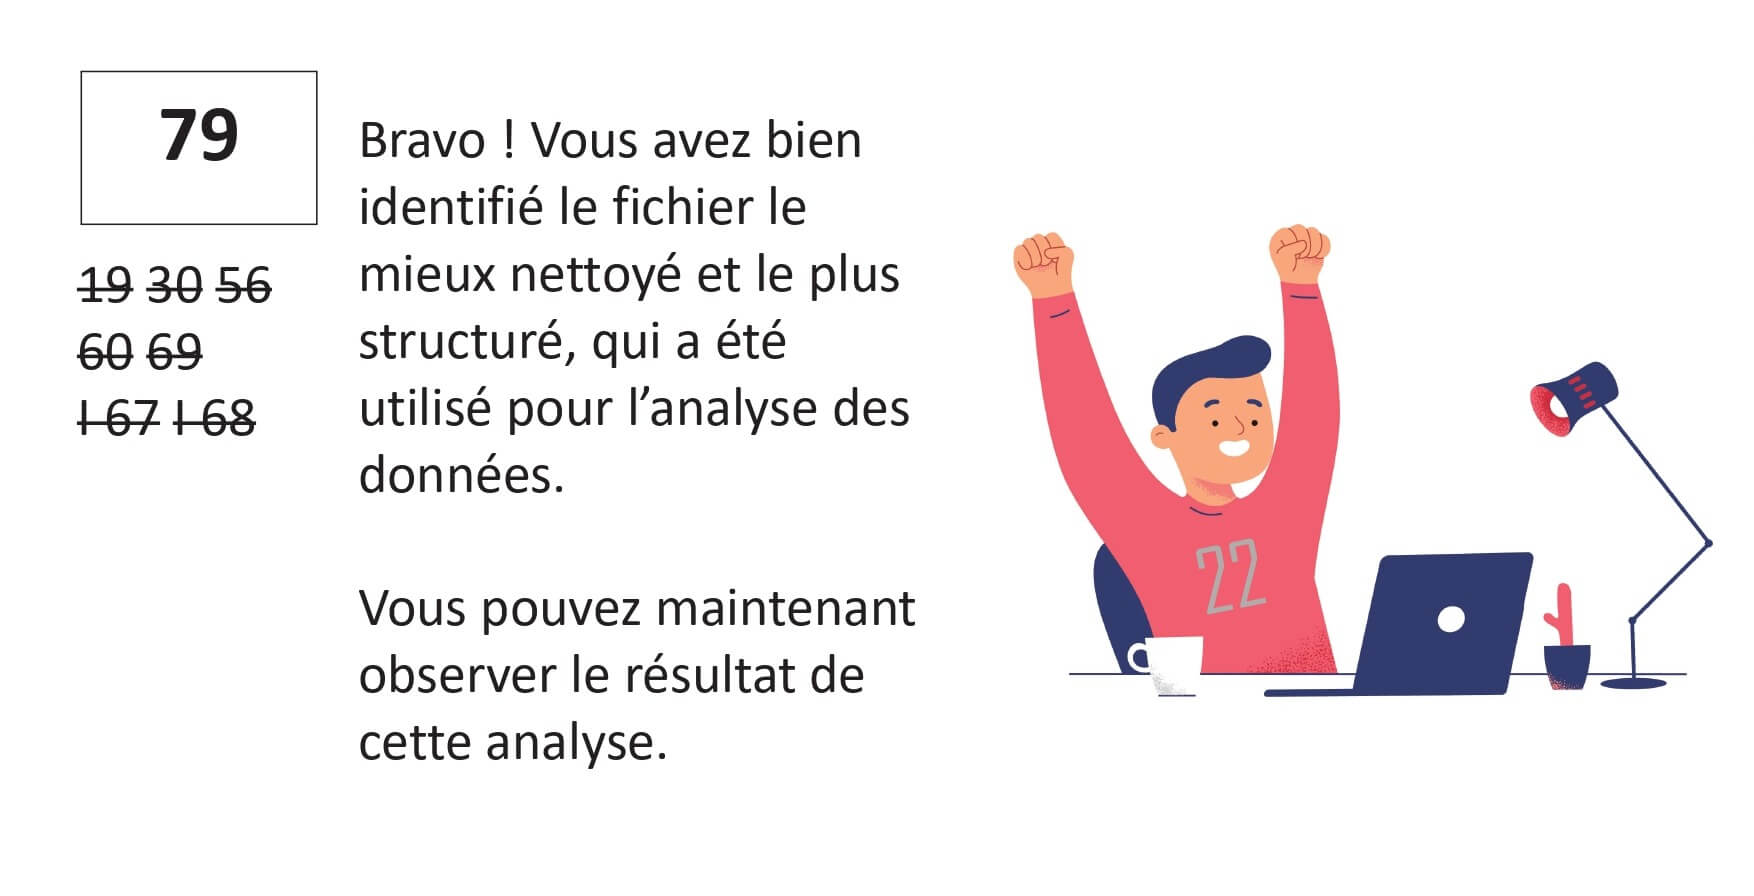 79
19 30 56
60 69
I 67 I 68
Bravo ! Vous avez bien
identifié le fichier le
mieux nettoyé et le plus
structuré, qui a été
utilisé pour l’analyse des
données.
Vous pouvez maintenant
observer le résultat de
cette analyse.
22